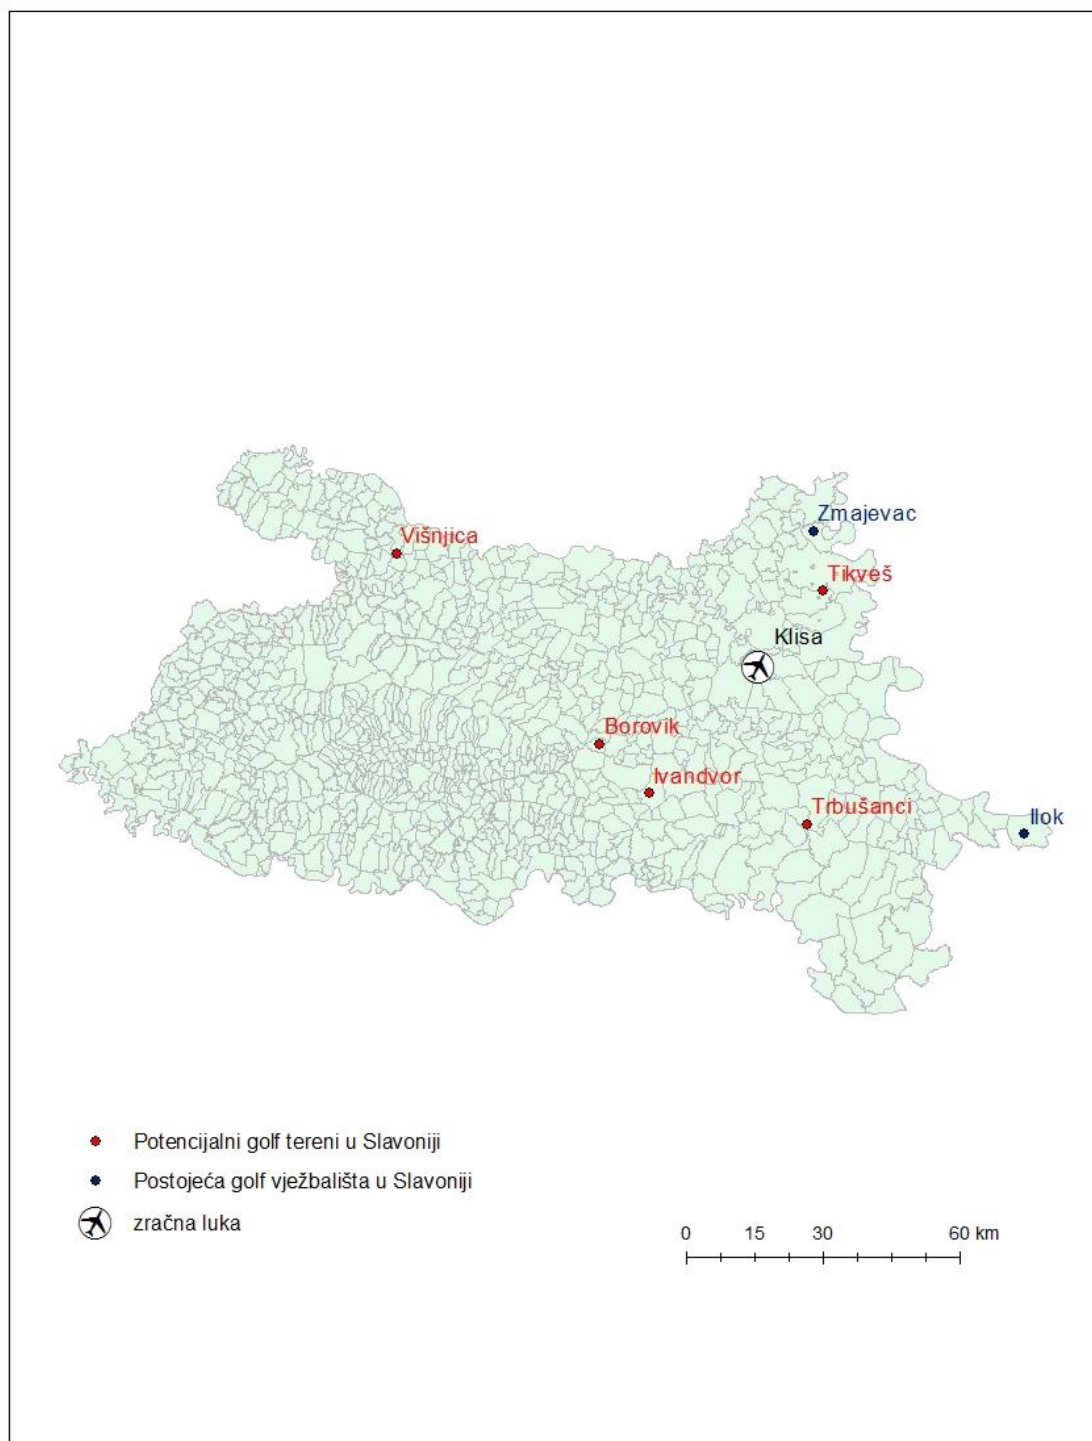 Zmajevac
Višnjica
Tikveš
Klisa
Borovik
Ivandvor
Trbušanci
Ilok
Potencijalni golf tereni u Slavoniji
Postojeća golf vježbališta u Slavoniji
zračna luka
0 15 30 60 km